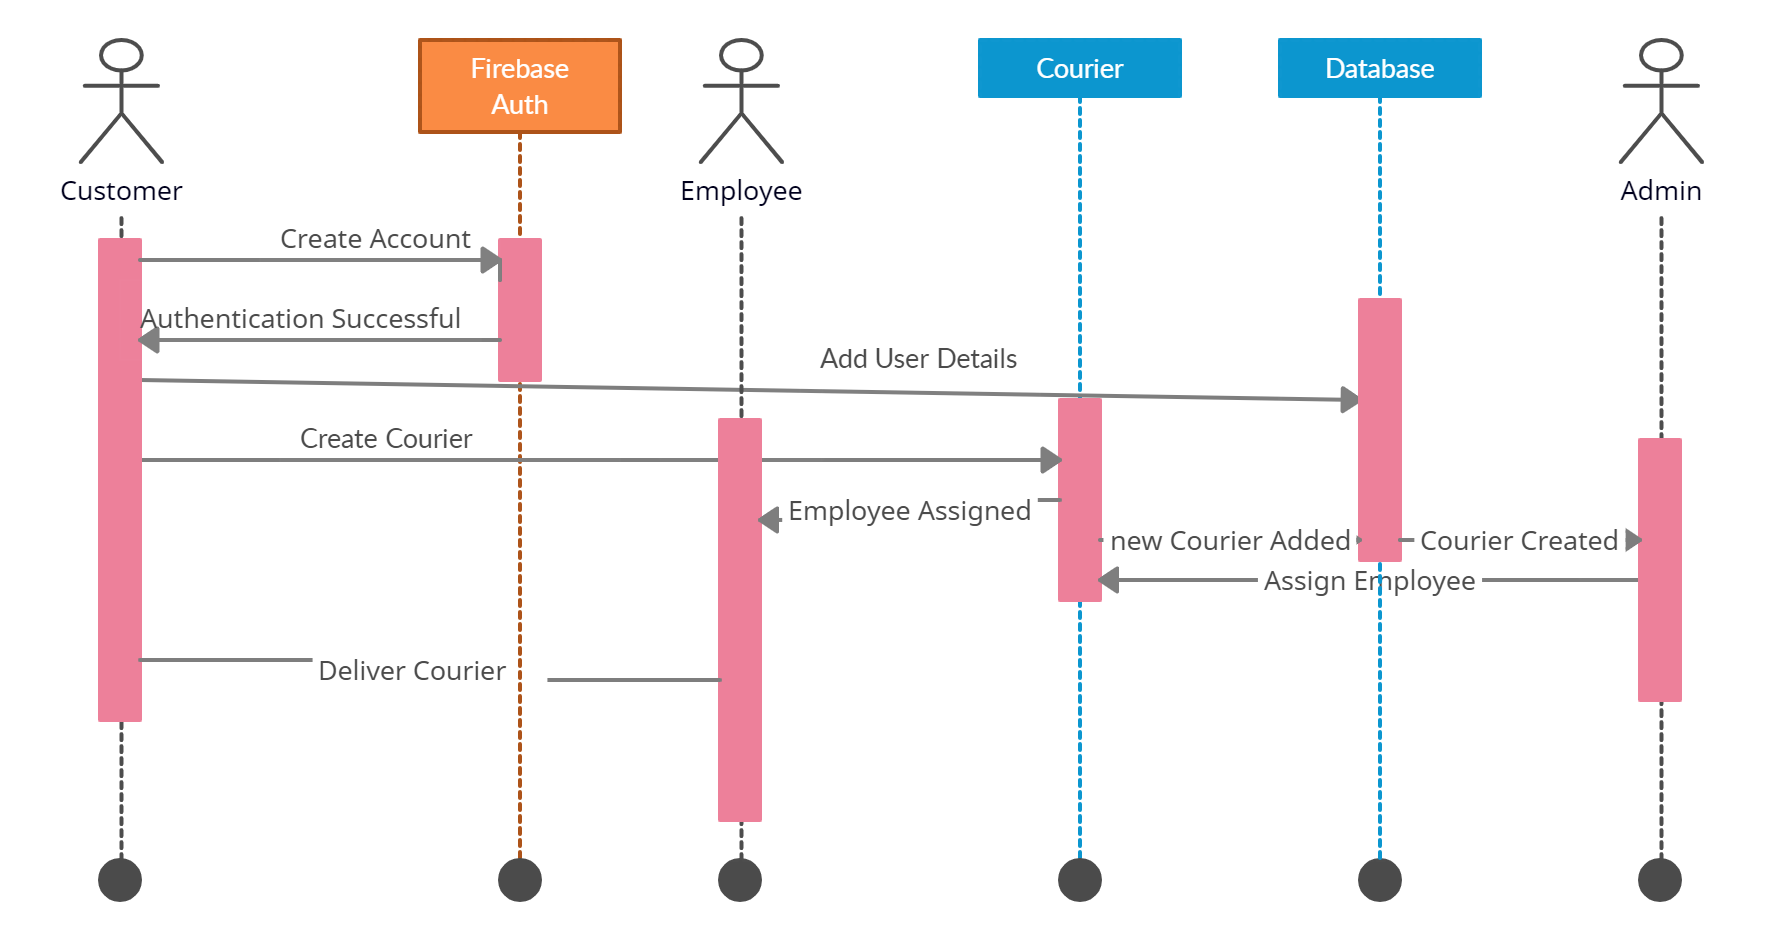 Firebase
Auth
Courier
Database
Customer
Employee
Admin
Create Account
Authentication Successful
Add User Details
Create Courier
Employee Assigned
new Courier Added
Courier Created
Assign Employee
Deliver Courier